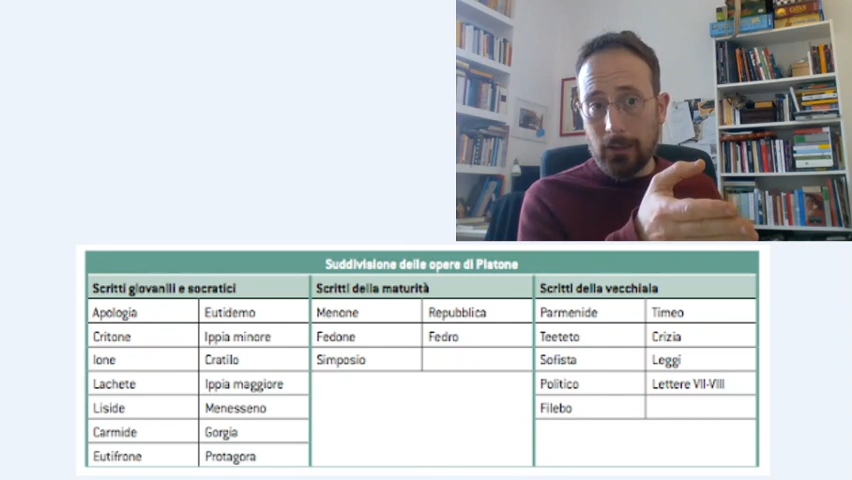 Suddivisione delle opere di Platone
Scritti giovanili e socratici Scritti della maturità Scritti della vecchiaia
Apologia Eutidemo Menone Repubblica Parmenide Timeo
Critone Ippia minore Fedone Fedro Teeteto Crizia
Ione Cratilo Simposio Sofista Leggi
Lachete Ippia maggiore Politico Lettere VII-VIII
Liside Menesseno Filebo
Carmide Gorgia
Eutifrone Protagora